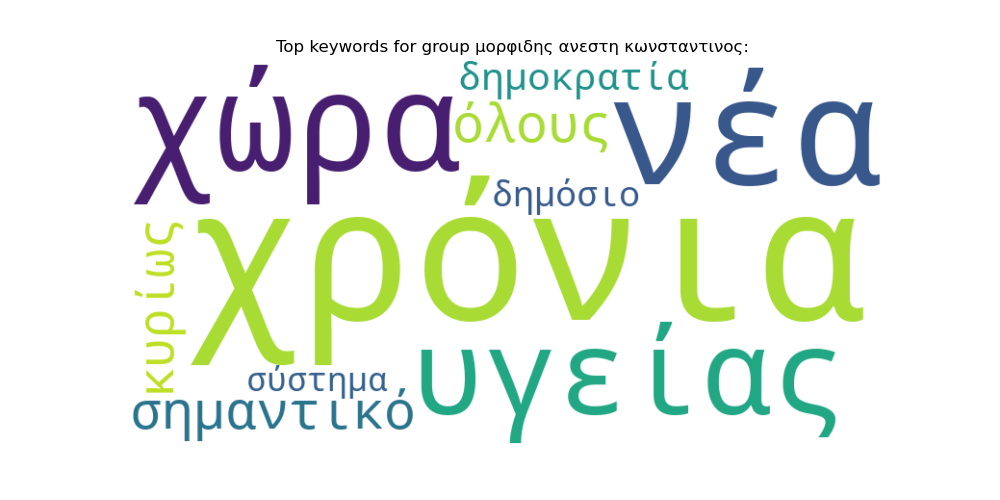 Top keywords for group μορφιδης ανεστη κωνσταντινος:
δημοκρατία
χώρα
όλους
νέα
δημόσιο
χρόνια
κυρίως
υγείας
σύστημα
σημαντικό